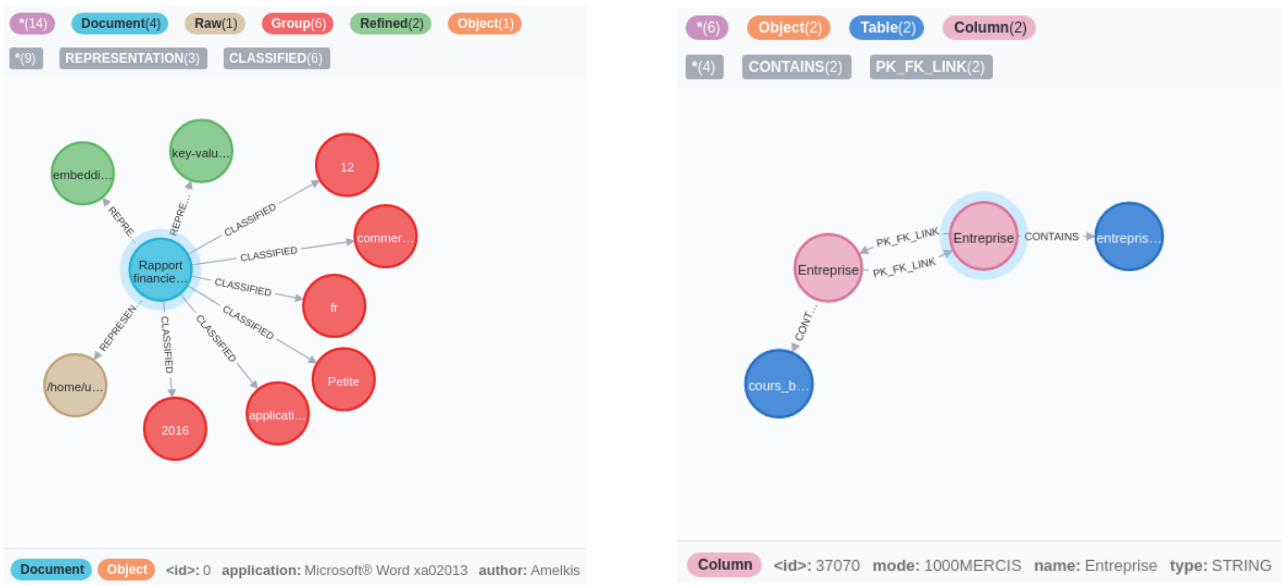 *(14) Document(4) Raw(1) Group(6) Refined(2) Object(1)
*(9) REPRESENTATION(3) CLASSIFIED(6)
key-valu…
embeddi…
12
REPRE…
REPRE…
CLASSIFIED
commer…
CLASSIFIED
Rapport
financie…
CLASSIFIED
fr
CLASSIFIED
REPRESEN…
CLASSIFIED
CLASSIFIED
/home/u…
Petite
2016
applicati…
Document Object <id>: 0 application: Microsoft® Word xa02013 author: Amelkis
*(6) Object(2) Table(2) Column(2)
*(4) CONTAINS(2) PK_FK_LINK(2)
PK_FK_LINK
Entreprise
CONTAINS
entrepris…
Entreprise
PK_FK_LINK
CONT…
cours_b…
Column <id>: 37070 mode: 1000MERCIS name: Entreprise type: STRING